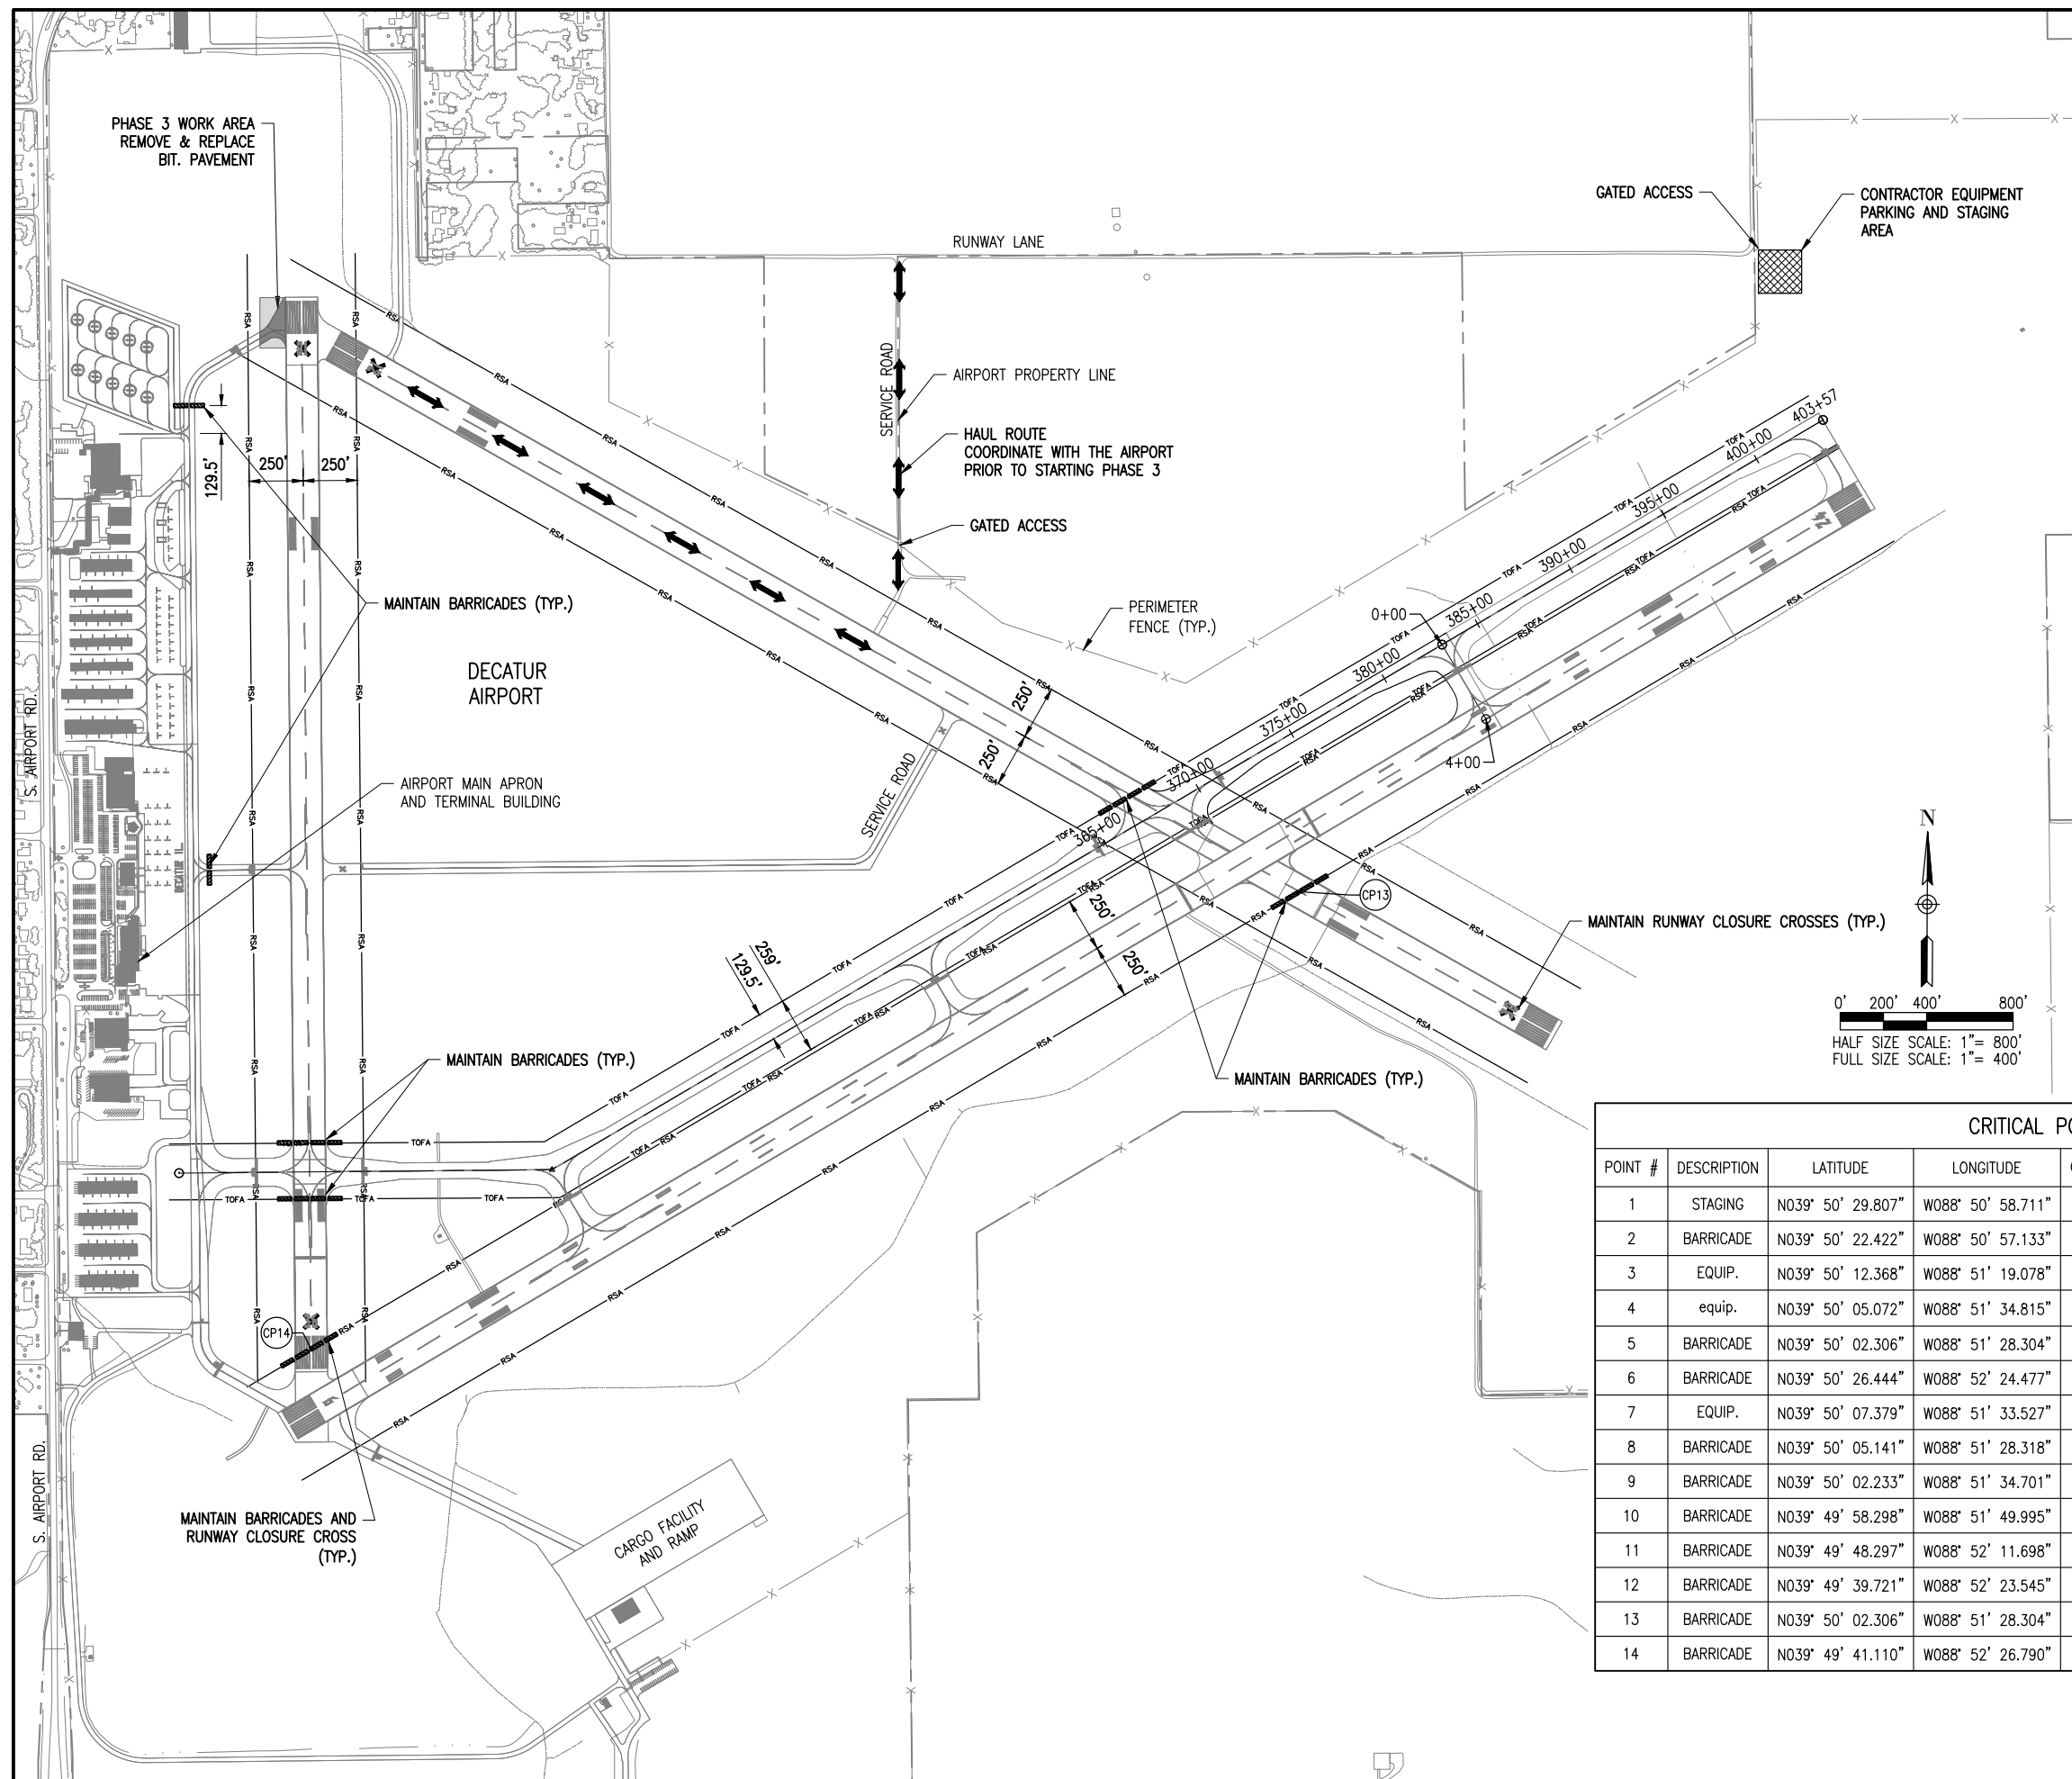 PHASE 3 WORK AREA
REMOVE & REPLACE
BIT. PAVEMENT
GATED ACCESS
CONTRACTOR EQUIPMENT
PARKING AND STAGING
AREA
RUNWAY LANE
SERVICE ROAD
AIRPORT PROPERTY LINE
HAUL ROUTE
COORDINATE WITH THE AIRPORT
PRIOR TO STARTING PHASE 3
GATED ACCESS
129.5'
250'
250'
MAINTAIN BARRICADES (TYP.)
PERIMETER
FENCE (TYP.)
DECATUR
AIRPORT
S. AIRPORT RD.
AIRPORT MAIN APRON
AND TERMINAL BUILDING
SERVICE ROAD
DECATUR IL.
250'
250'
403+57
400+00
395+00
390+00
385+00
380+00
375+00
370+00
365+00
0+00
4+00
RSA
TOFA
CP13
N
MAINTAIN RUNWAY CLOSURE CROSSES (TYP.)
0' 200' 400' 800'
HALF SIZE SCALE: 1"= 800'
FULL SIZE SCALE: 1"= 400'
259'
129.5'
250'
250'
MAINTAIN BARRICADES (TYP.)
MAINTAIN BARRICADES (TYP.)
CP14
MAINTAIN BARRICADES AND
RUNWAY CLOSURE CROSS
(TYP.)
S. AIRPORT RD.
CARGO FACILITY
AND RAMP
CRITICAL
POINT # DESCRIPTION LATITUDE LONGITUDE
1 STAGING N039° 50' 29.807" W088° 50' 58.711"
2 BARRICADE N039° 50' 22.422" W088° 50' 57.133"
3 EQUIP. N039° 50' 12.368" W088° 51' 19.078"
4 equip. N039° 50' 05.072" W088° 51' 34.815"
5 BARRICADE N039° 50' 02.306" W088° 51' 28.304"
6 BARRICADE N039° 50' 26.444" W088° 52' 24.477"
7 EQUIP. N039° 50' 07.379" W088° 51' 33.527"
8 BARRICADE N039° 50' 05.141" W088° 51' 28.318"
9 BARRICADE N039° 50' 02.233" W088° 51' 34.701"
10 BARRICADE N039° 49' 58.298" W088° 51' 49.995"
11 BARRICADE N039° 49' 48.297" W088° 52' 11.698"
12 BARRICADE N039° 49' 39.721" W088° 52' 23.545"
13 BARRICADE N039° 50' 02.306" W088° 51' 28.304"
14 BARRICADE N039° 49' 41.110" W088° 52' 26.790"